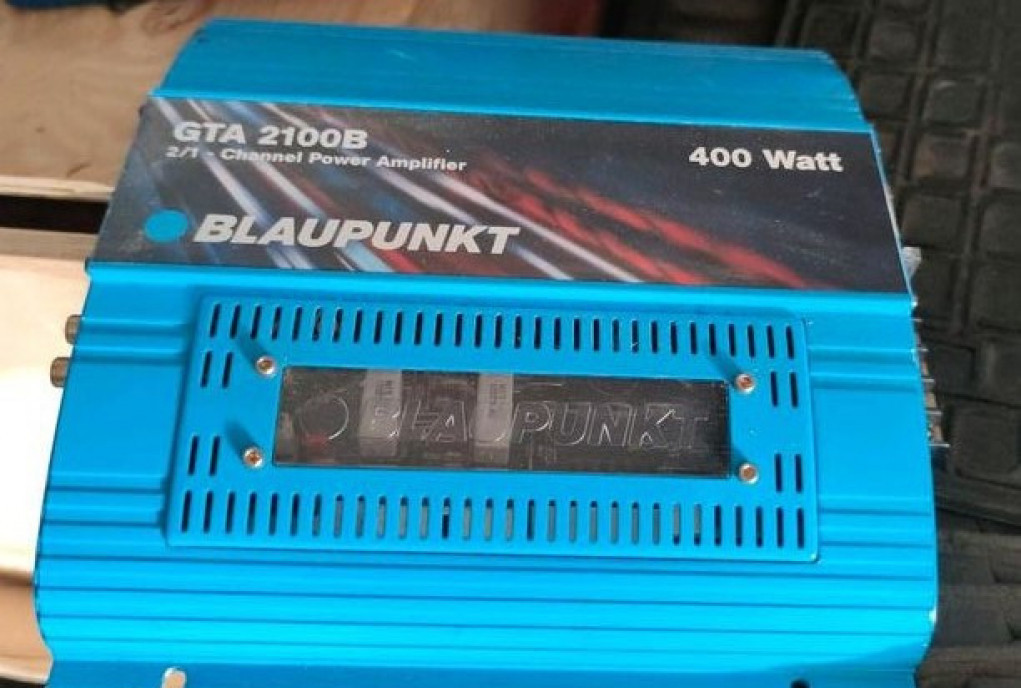 GTA 2100B
2/1 - Channel Power Amplifier
400 Watt
BLAUPUNKT
BLAUPUNKT